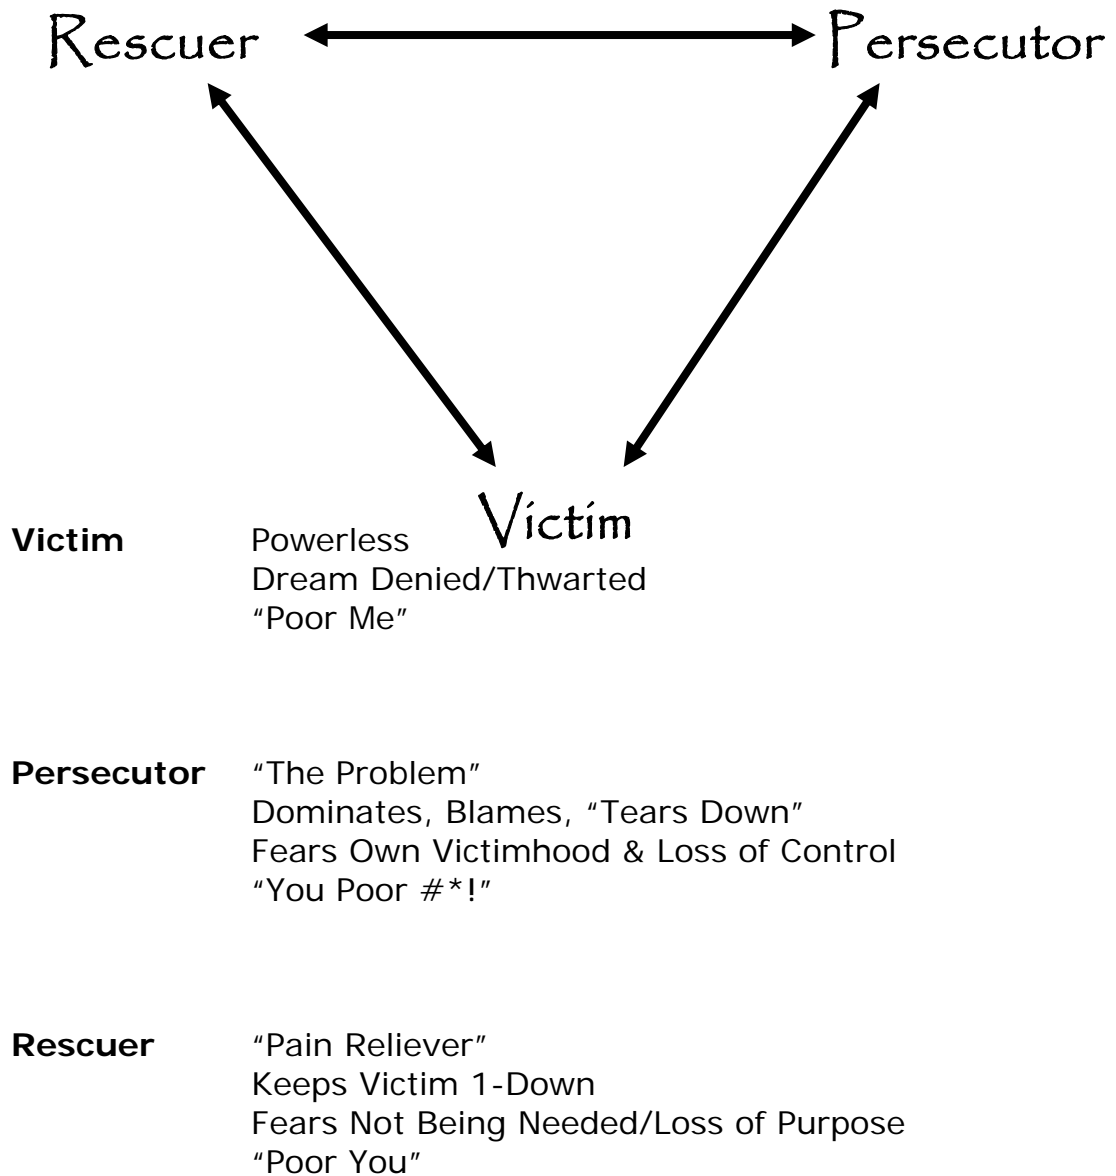 Rescuer Persecutor
Victim
Victim Powerless
Dream Denied/Thwarted
“Poor Me”
Persecutor “The Problem”
Dominates, Blames, “Tears Down”
Fears Own Victimhood & Loss of Control
“You Poor #*!”
Rescuer “Pain Reliever”
Keeps Victim 1-Down
Fears Not Being Needed/Loss of Purpose
“Poor You”